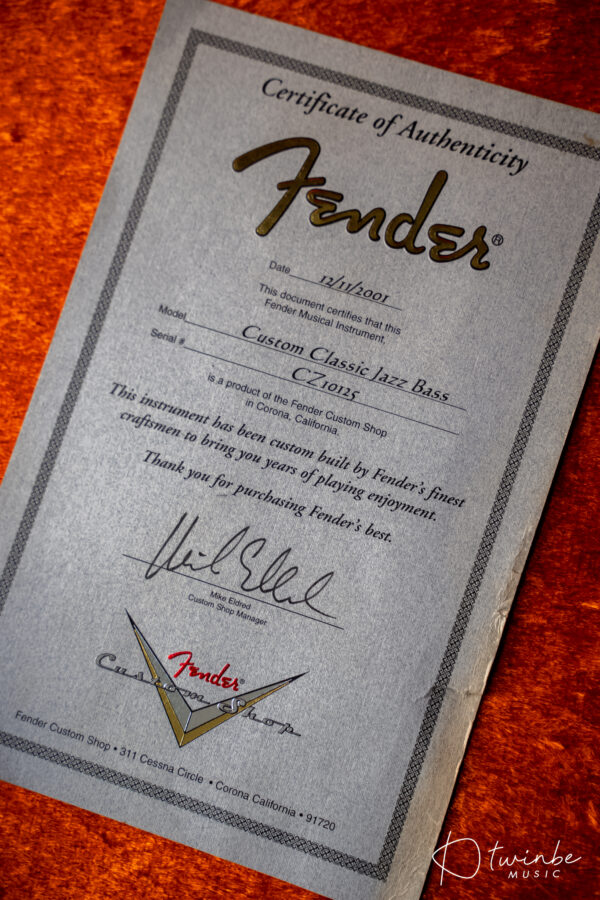 Certificate of Authenticity
Fender®
Date 12/11/2001
This document certifies that this
Fender Musical Instrument,
Model Custom Classic Jazz Bass
Serial # CZ10125
is a product of the Fender Custom Shop
in Corona, California.
This instrument has been custom built by Fender's finest
craftsmen to bring you years of playing enjoyment.
Thank you for purchasing Fender's best.
Mike Eldred
Mike Eldred
Custom Shop Manager
Fender®
Custom Shop
Fender Custom Shop • 311 Cessna Circle • Corona California • 91720
twinbe
MUSIC